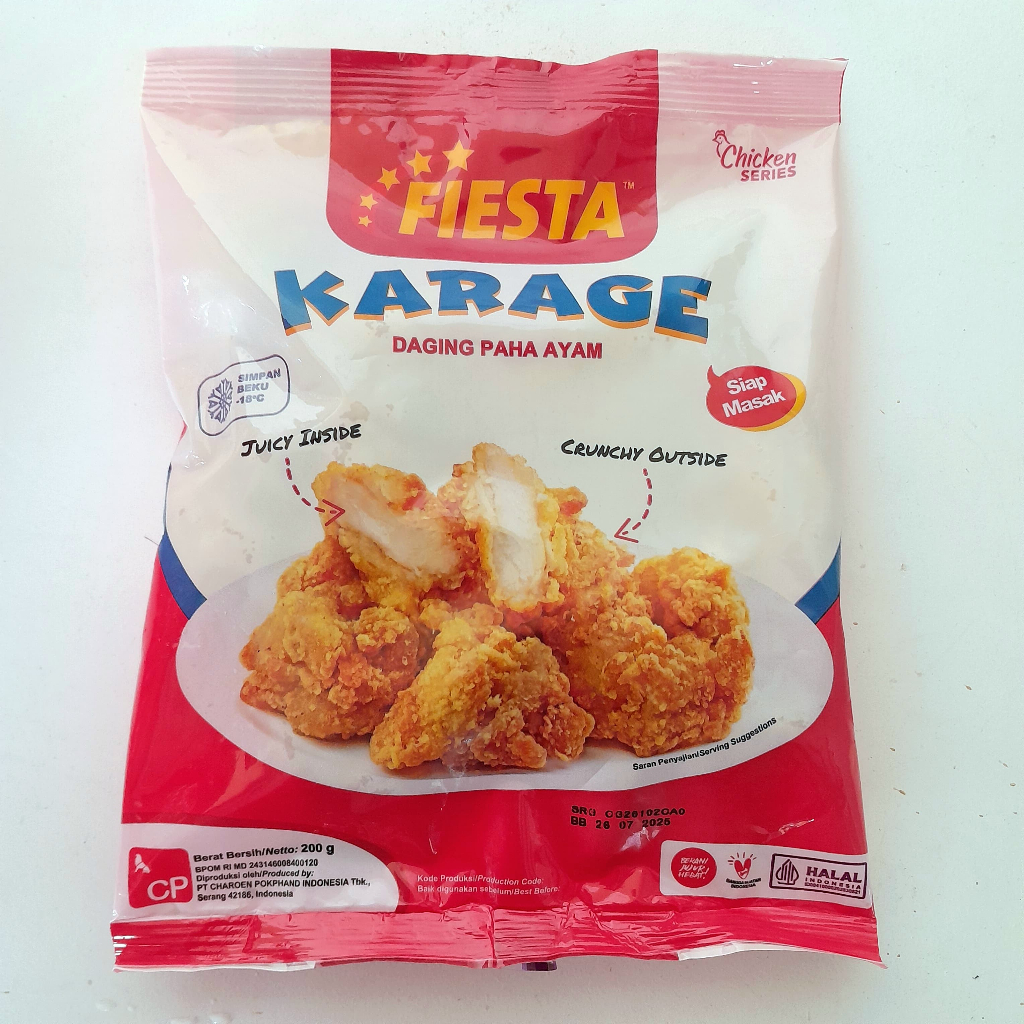 FIESTA™
Chicken
SERIES
KARAGE
DAGING PAHA AYAM
SIMPAN
BEKU
-18°C
Siap
Masak
JUICY INSIDE
CRUNCHY OUTSIDE
Saran Penyajian/Serving Suggestions
BB 26 07 2025
CP
Berat Bersih/Netto: 200 g
BPOM RI MD 243146008400120
Diproduksi oleh/Produced by:
PT CHAROEN POKPHAND INDONESIA Tbk.,
Serang 42186, Indonesia
Kode Produksi/Production Code:
Baik digunakan sebelum/Best Before:
HALAL
INDONESIA